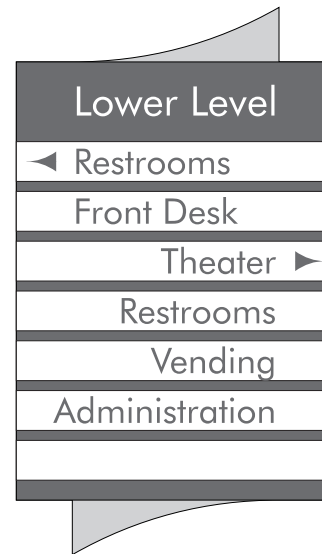 Lower Level
Restrooms
Front Desk
Theater
Restrooms
Vending
Administration